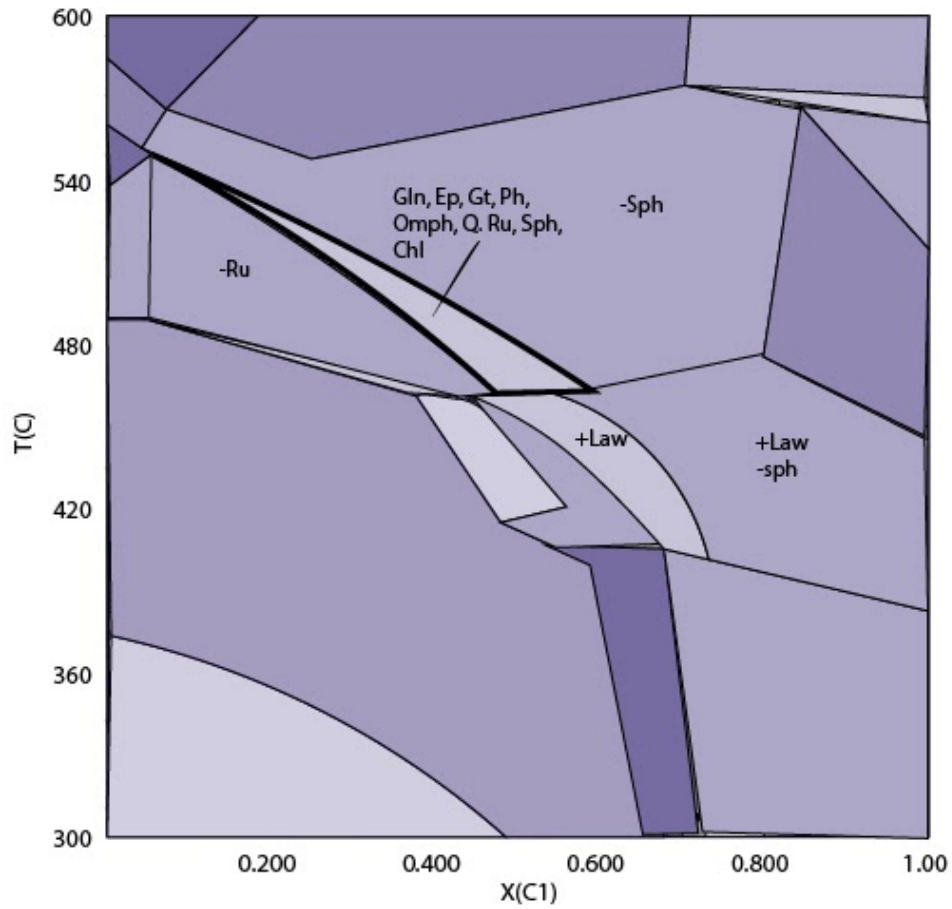 600
540
480
420
360
300
T(C)
Gln, Ep, Gt, Ph,
Omph, Q. Ru, Sph,
Chl
-Sph
-Ru
+Law
+Law
-sph
0.200
0.400
0.600
0.800
1.00
X(C1)